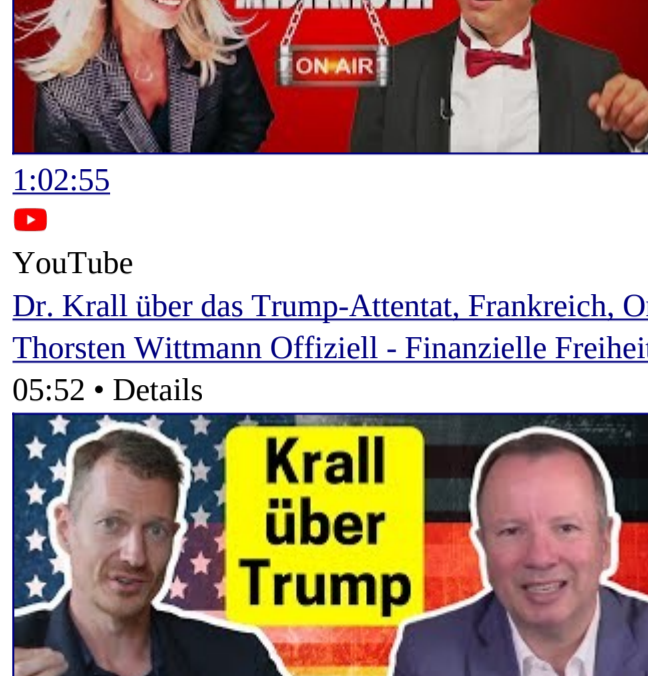 ON AIR
1:02:55
YouTube
Dr. Krall über das Trump-Attentat, Frankreich,
Thorsten Wittmann Offiziell - Finanzielle
05:52 • Details
Krall
über
Trump